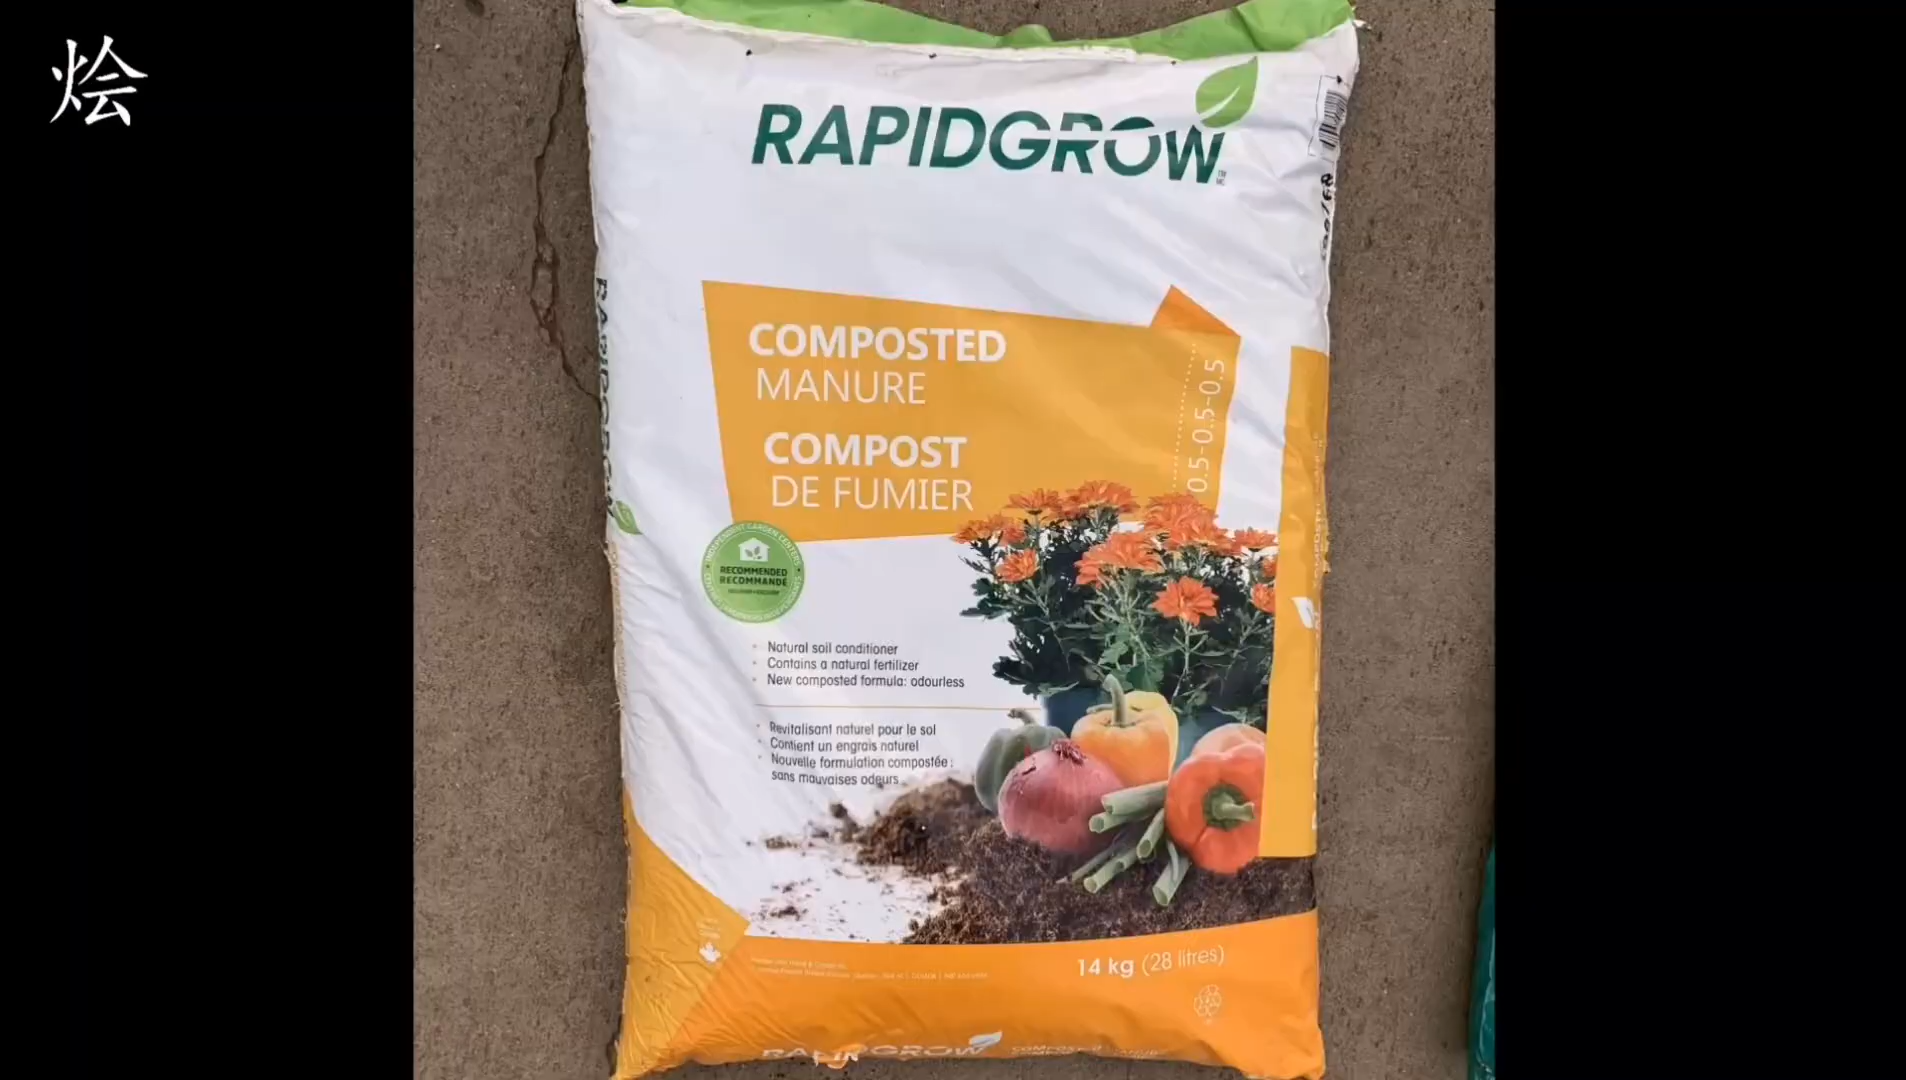 烩
RAPIDGROW
COMPOSTED
MANURE
COMPOST
DE FUMIER
0.5-0.5-0.5
RECOMMENDED
RECOMMANDÉ
Natural soil conditioner
Contains a natural fertilizer
New composted formula: odourless
Revitalisant naturel pour le sol
Contient un engrais naturel
Nouvelle formulation compostée :
sans mauvaises odeurs
14 kg (28 litres)
RAPIDGROW